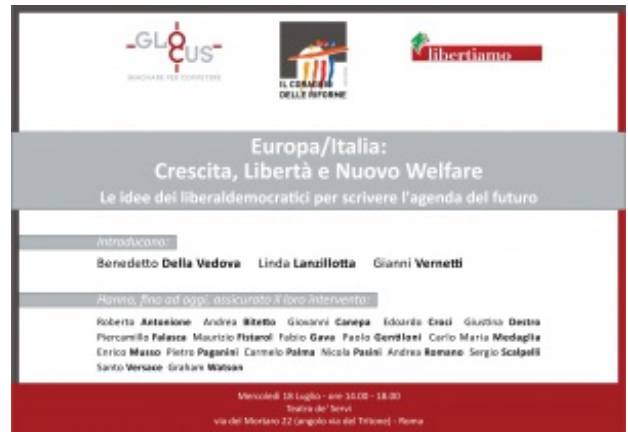 GLOCUS
INNOVARE PER COMPETERE
IL CORAGGIO
DELLE RIFORME
libertiamo
Europa/Italia:
Crescita, Libertà e Nuovo Welfare
Le idee dei liberaldemocratici per scrivere l'agenda del futuro
Introducono:
Benedetto Della Vedova Linda Lanzillotta Gianni Vernetti
Hanno, fino ad oggi, assicurato il loro intervento:
Roberto Antonione Andrea Bitetto Giovanni Canepa Edoardo Croci Giustina Destro
Piercamillo Falasca Maurizio Fistarol Fabio Gava Paolo Gentiloni Carlo Maria Medaglia
Enrico Musso Pietro Paganini Carmelo Palma Nicola Pasini Andrea Romano Sergio Scalpelli
Santo Versace Graham Watson
Mercoledì 18 Luglio - ore 14.00 - 18.00
Teatro de' Servi
via del Mortaro 22 (angolo via del Tritone) - Roma